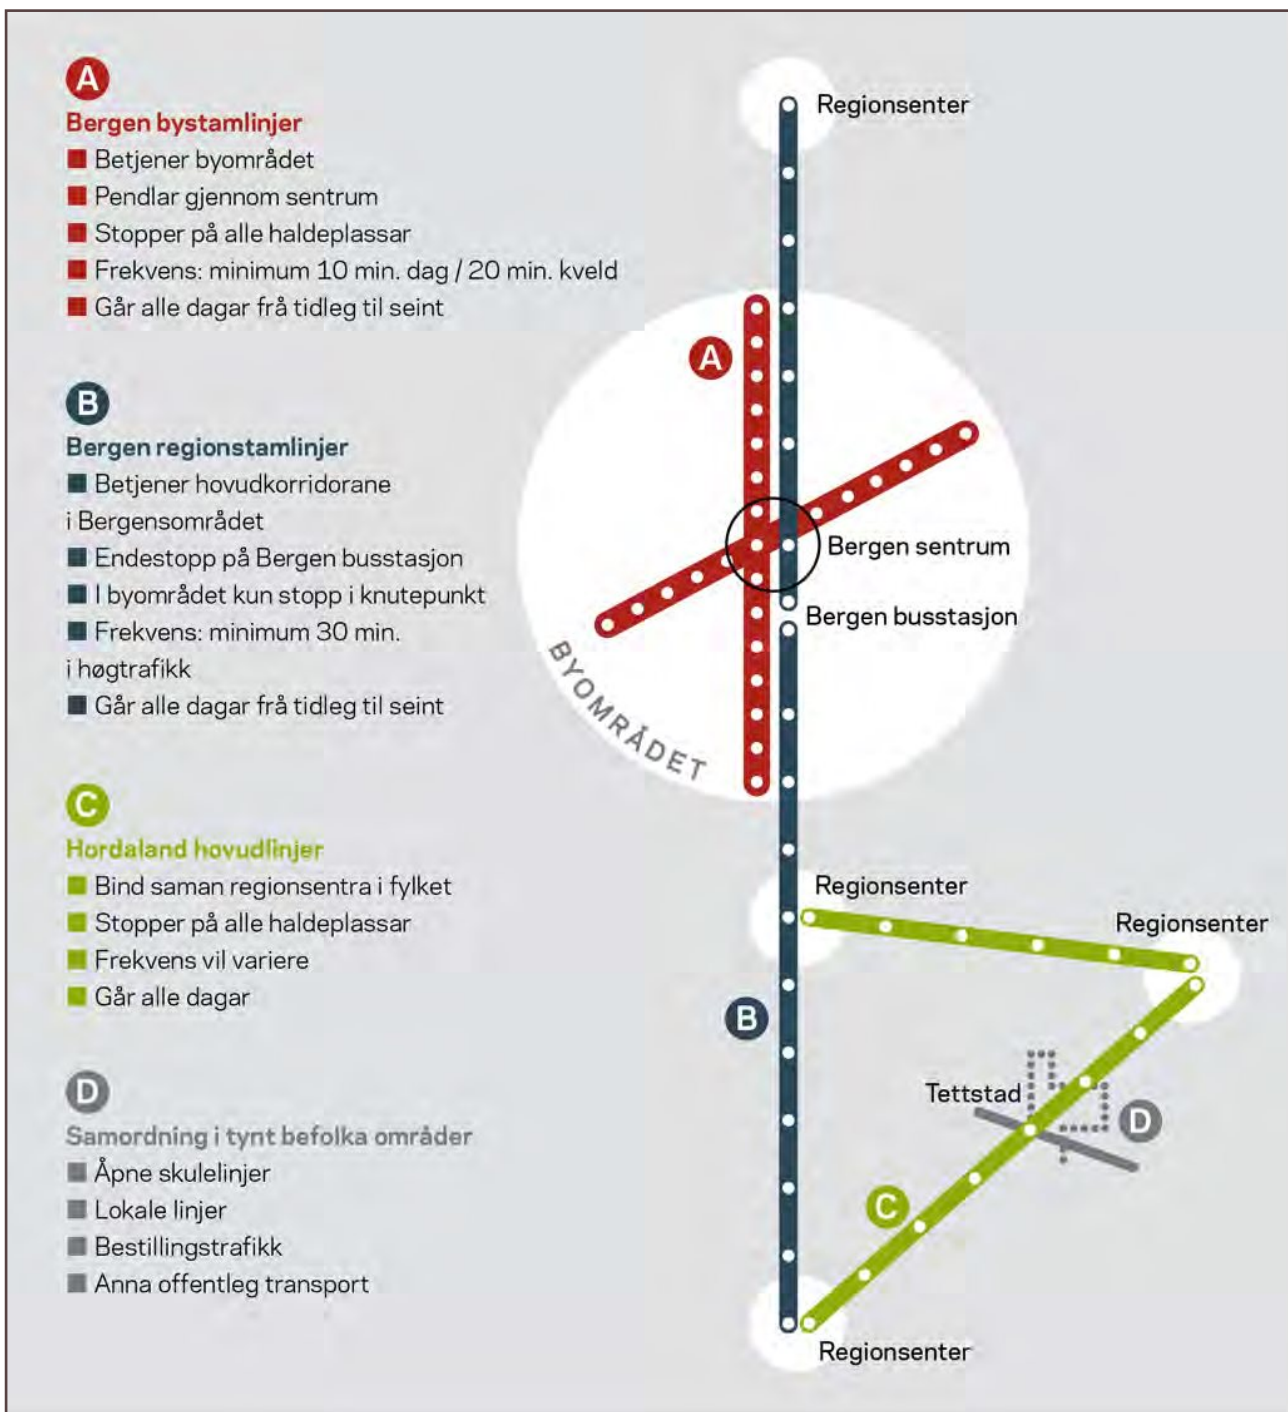 A
Bergen bystamlinjer
Betjener byområdet
Pendlar gjennom sentrum
Stopper på alle haldeplassar
Frekvens: minimum 10 min. dag / 20 min. kveld
Går alle dagar frå tidleg til seint
B
Bergen regionstamlinjer
Betjener hovudkorridorane
i Bergensområdet
Endestopp på Bergen busstasjon
I byområdet kun stopp i knutepunkt
Frekvens: minimum 30 min.
i høgtrafikk
Går alle dagar frå tidleg til seint
C
Hordaland hovudlinjer
Bind saman regionsentra i fylket
Stopper på alle haldeplassar
Frekvens vil variere
Går alle dagar
D
Samordning i tynt befolka områder
Åpne skulelinjer
Lokale linjer
Bestillingstrafikk
Anna offentleg transport
Regionsenter
A
Bergen sentrum
Bergen busstasjon
BYOMRÅDET
Regionsenter
Regionsenter
B
Tettstad
D
C
Regionsenter